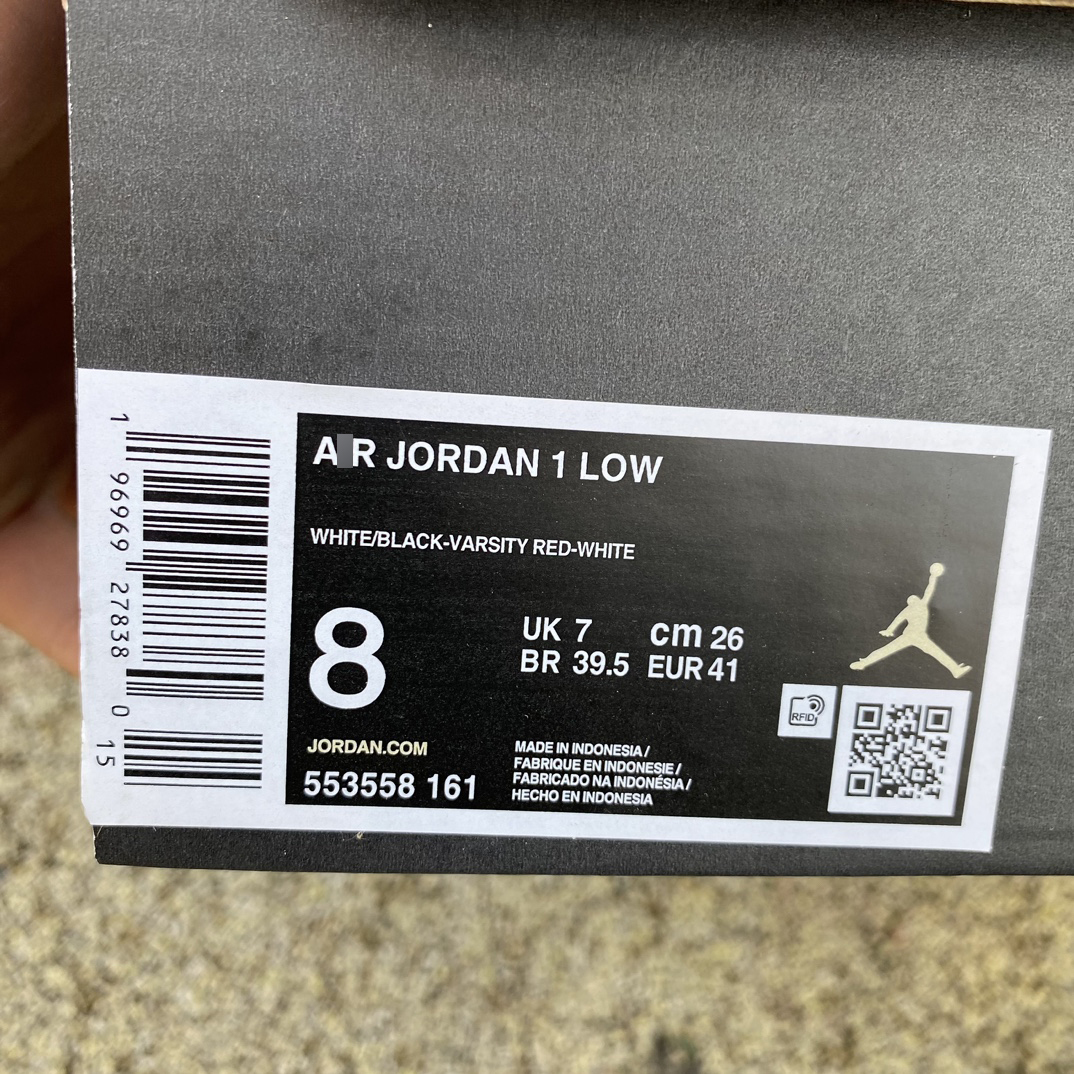 A R JORDAN 1 LOW
WHITE/BLACK-VARSITY RED-WHITE
8
UK 7 cm 26
BR 39.5 EUR 41
RFID
JORDAN.COM
553558 161
MADE IN INDONESIA /
FABRIQUE EN INDONESIE /
FABRICADO NA INDONÉSIA /
HECHO EN INDONESIA
1 96969 27838 0 15